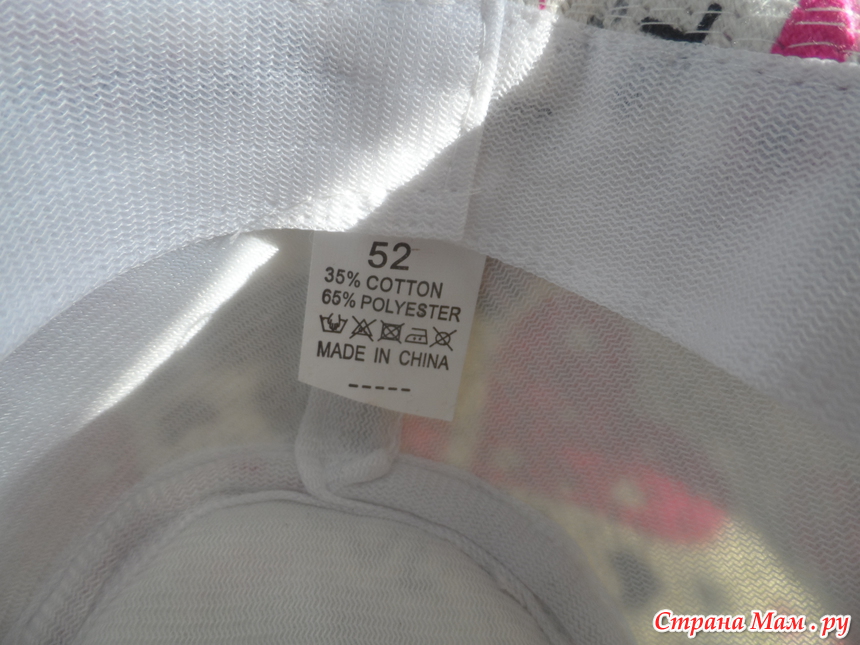 52
35% COTTON
65% POLYESTER
MADE IN CHINA
-----
Страна Мам.ру